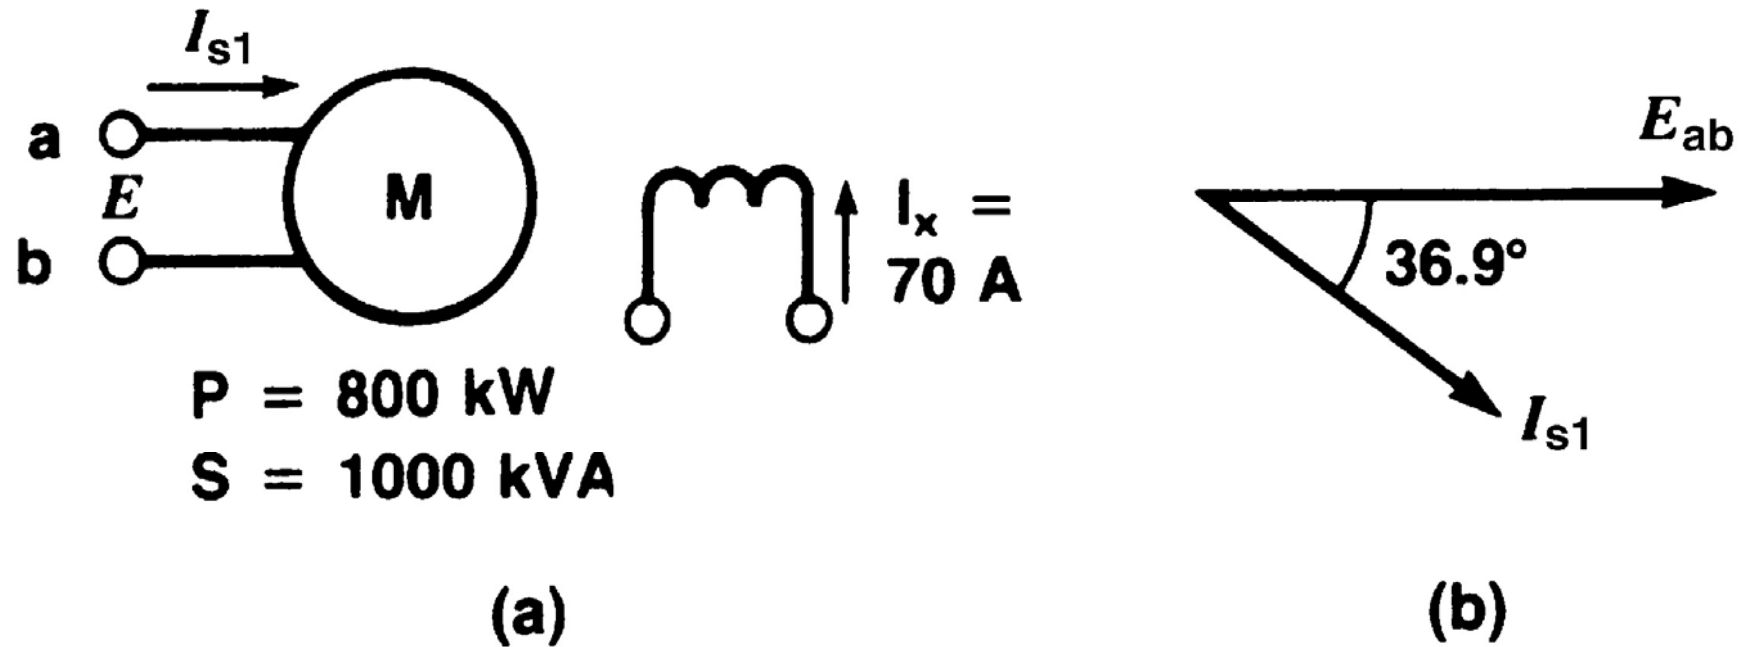 I_s1
a
E
b
M
I_x =
70 A
P = 800 kW
S = 1000 kVA
(a)
E_ab
36.9°
I_s1
(b)